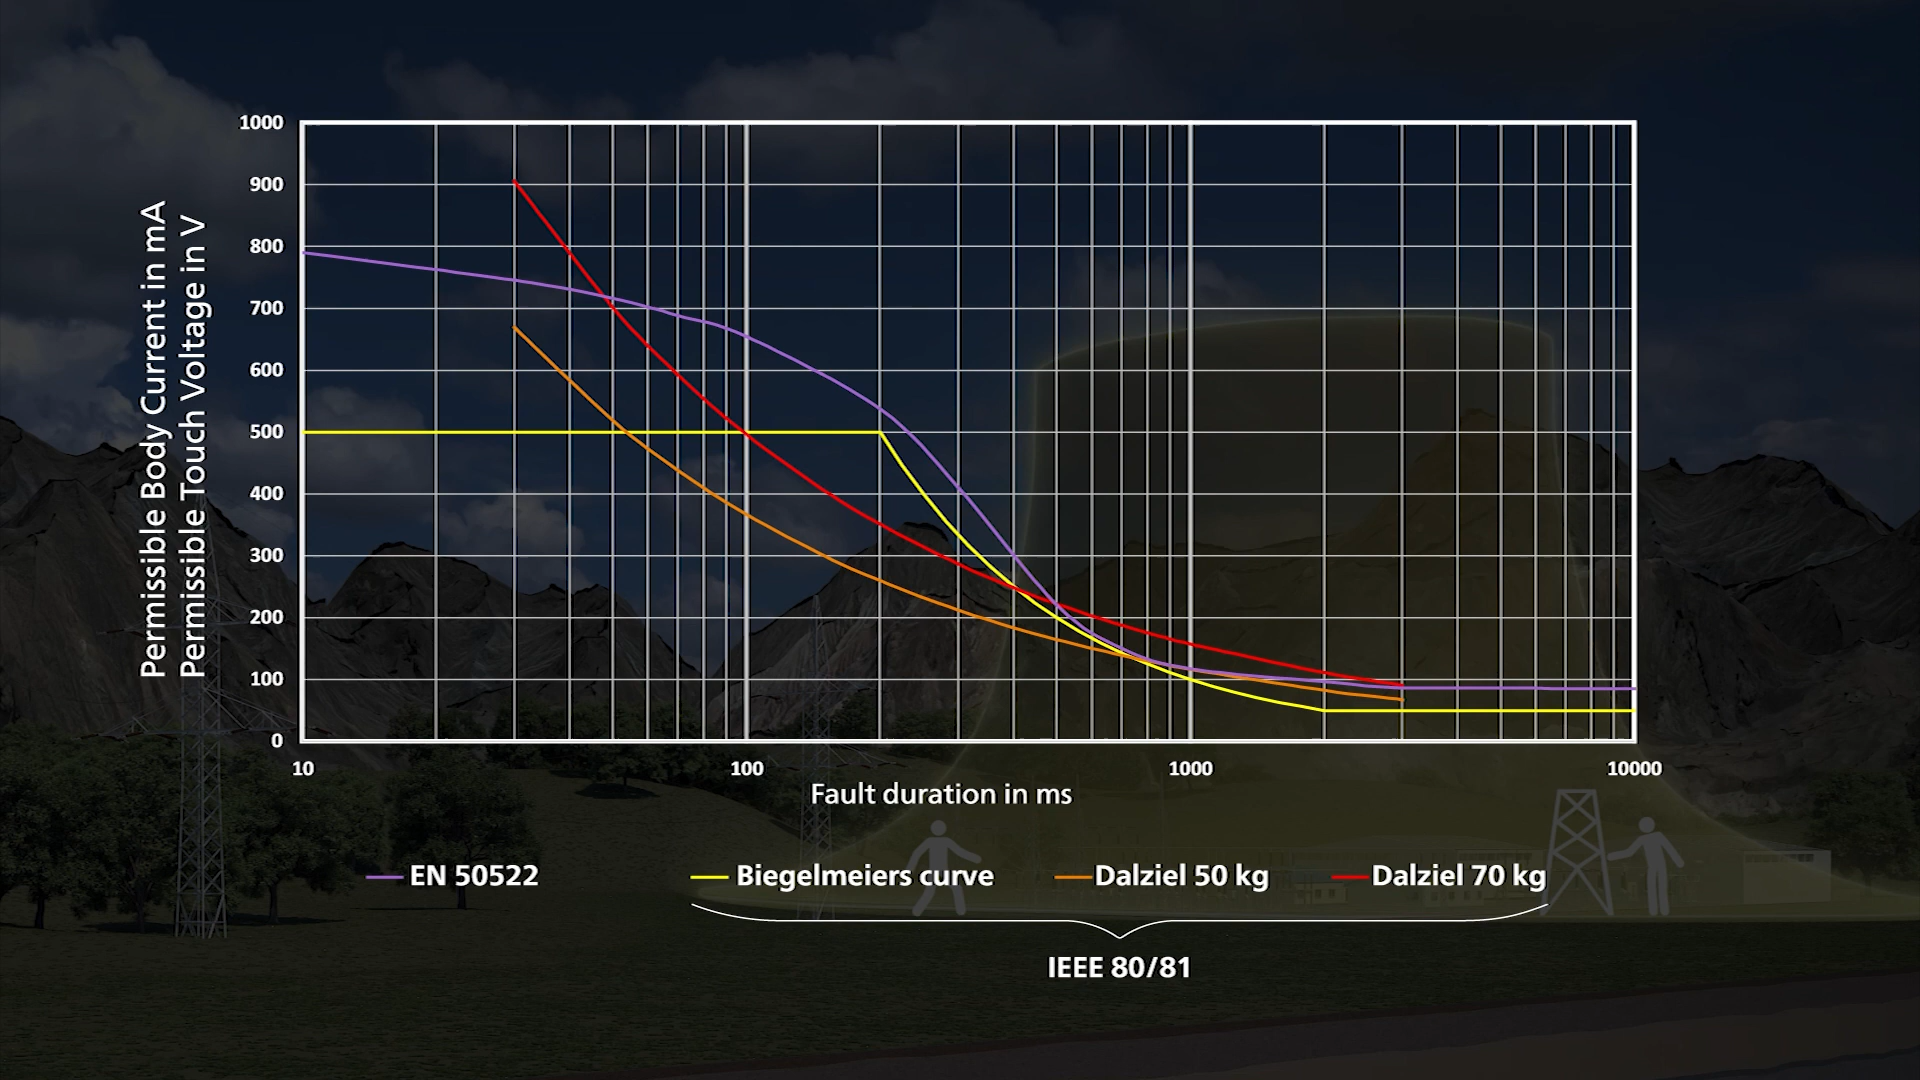 Permissible Body Current in mA
Permissible Touch Voltage in V
1000
900
800
700
600
500
400
300
200
100
0
10 100 1000 10000
Fault duration in ms
EN 50522 Biegelmeiers curve Dalziel 50 kg Dalziel 70 kg
IEEE 80/81